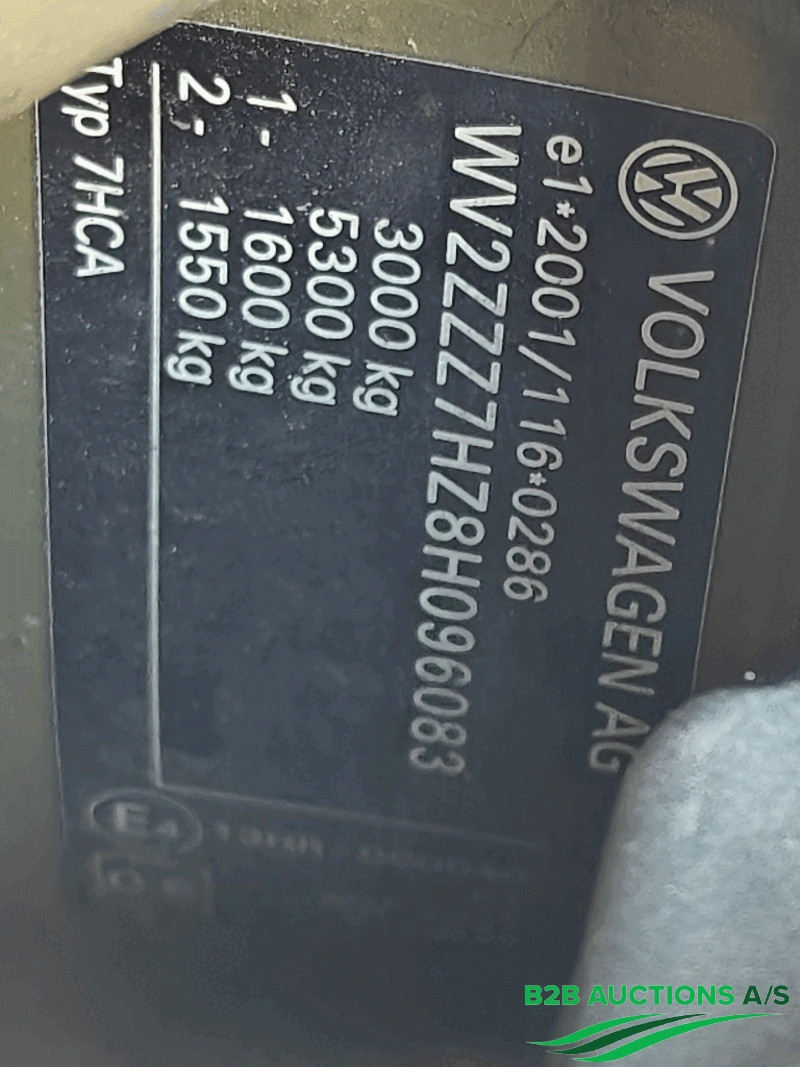 VOLKSWAGEN AG
e1*2001/116*0286
WV2ZZZ7HZ8H096083
3000 kg
5300 kg
1- 1600 kg
2- 1550 kg
Typ 7HCA
E4
B2B AUCTIONS A/S